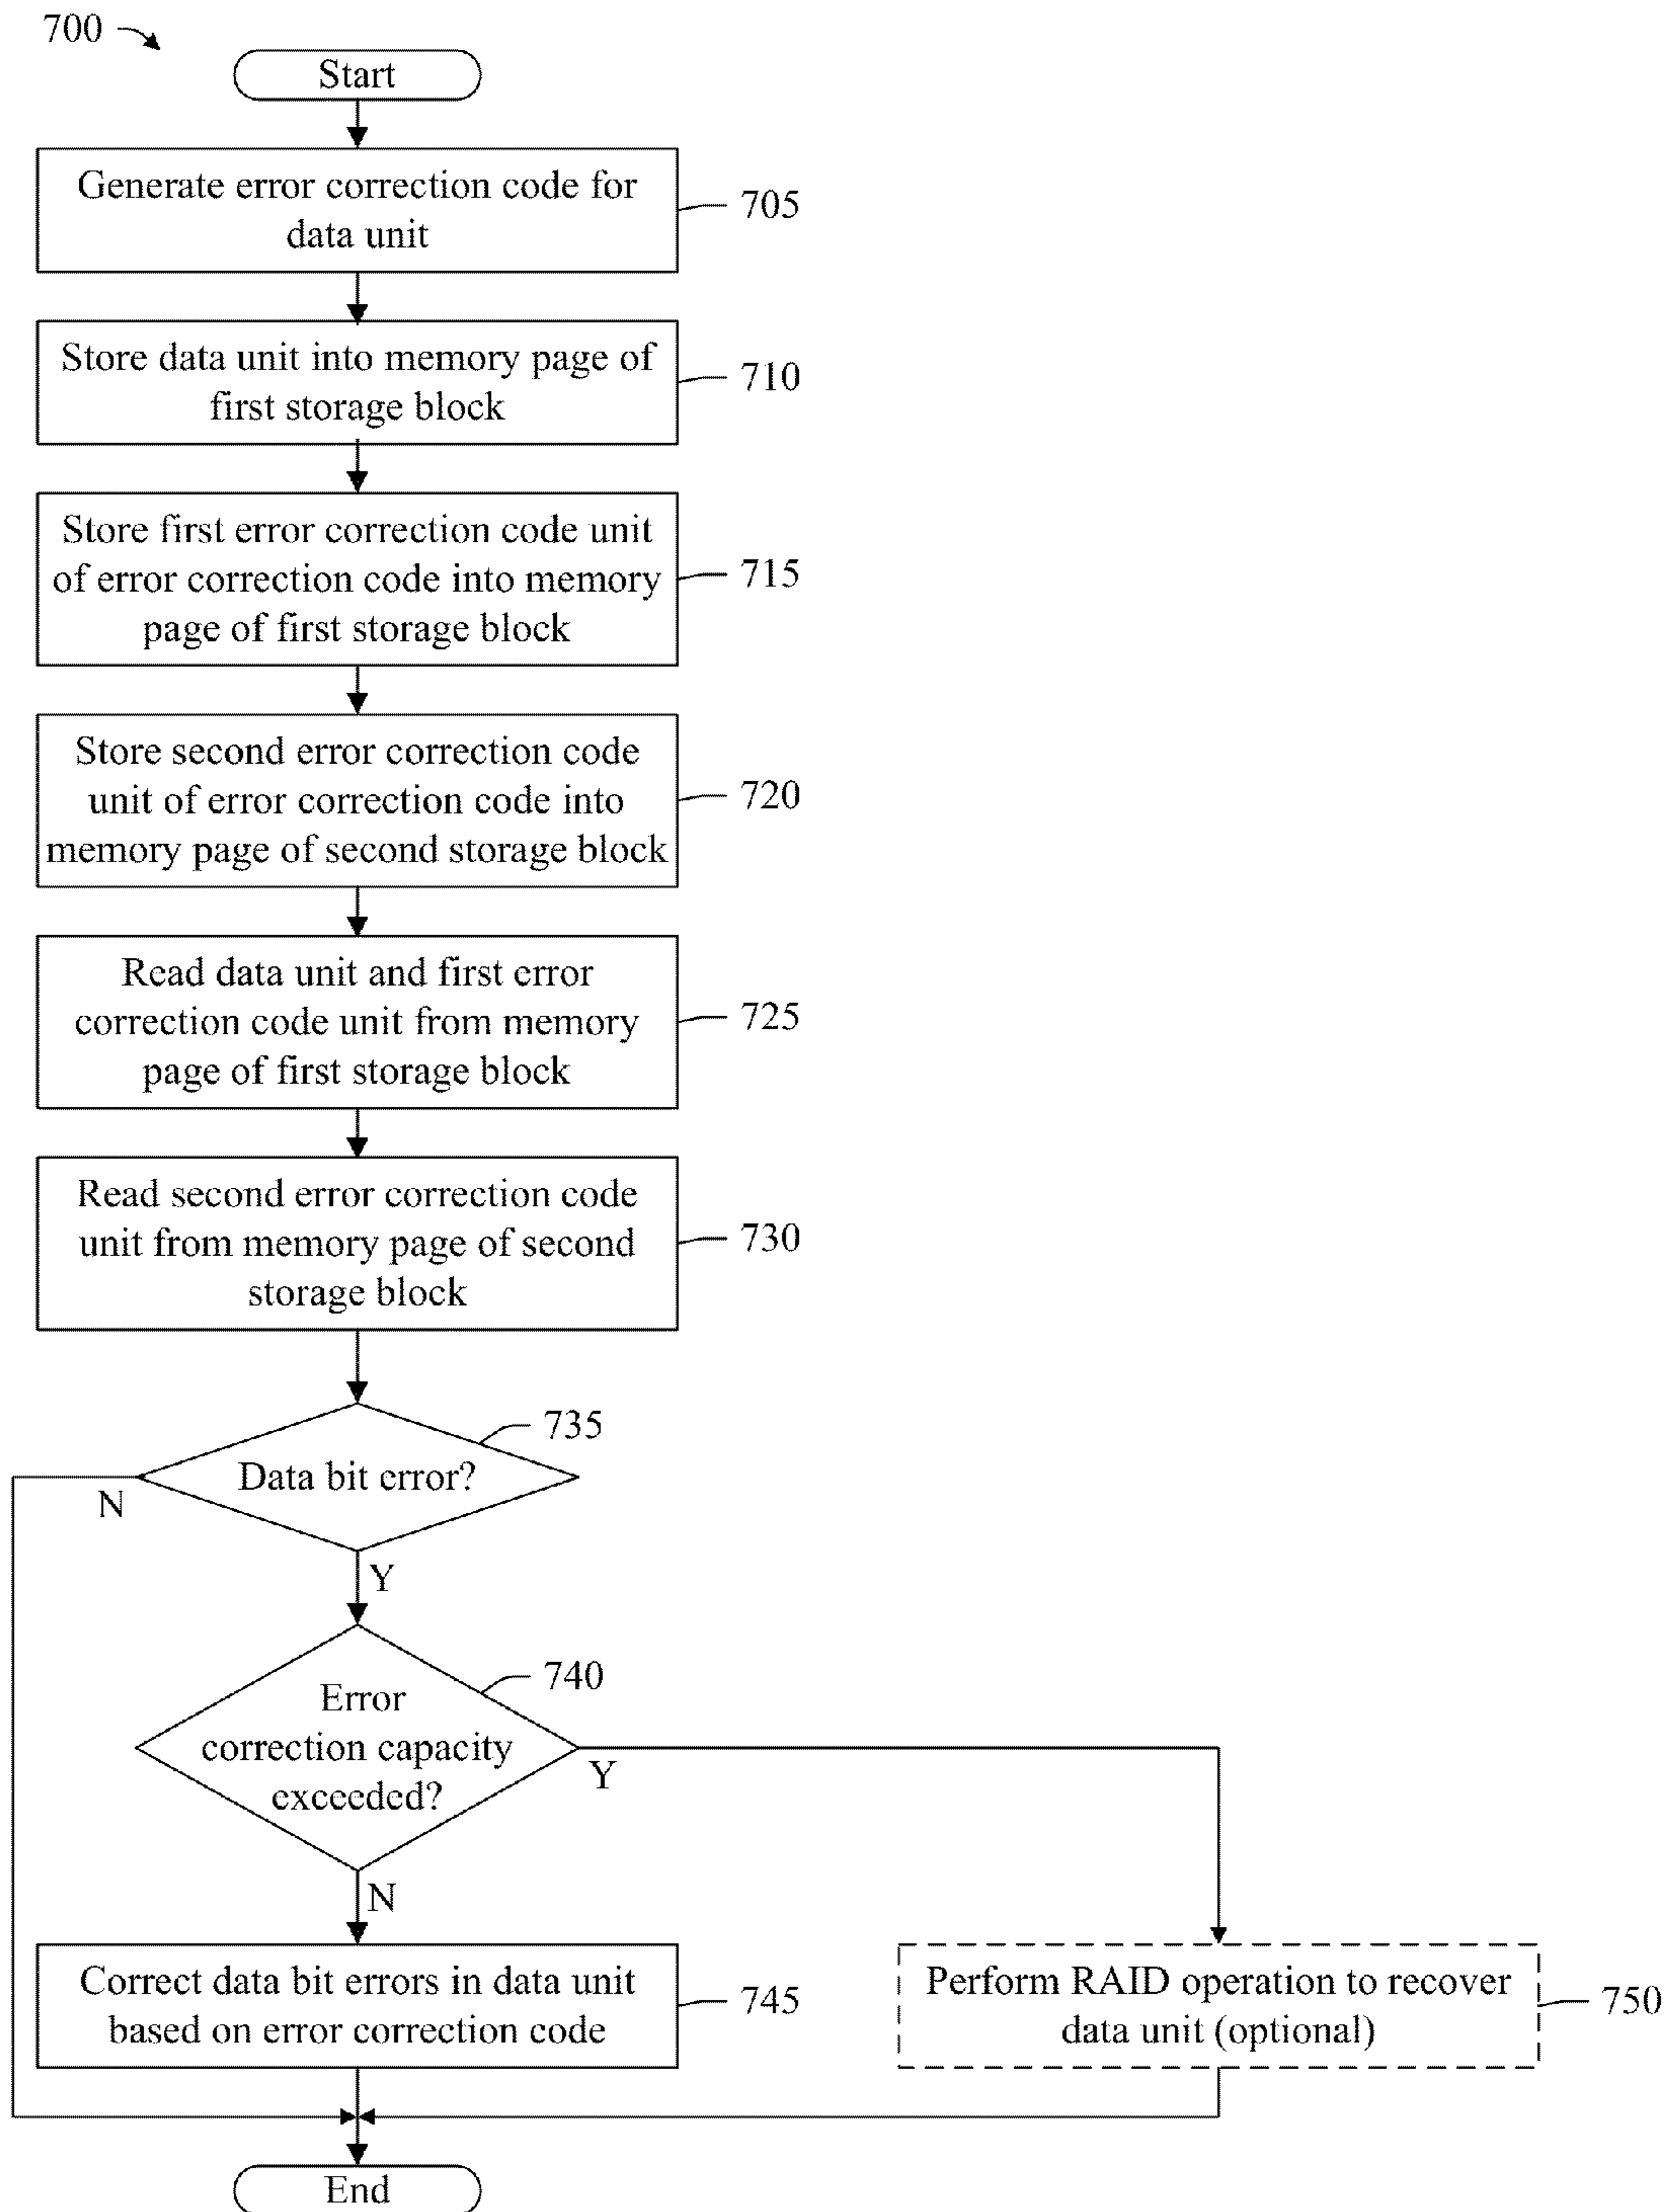 700
Start
Generate error correction code for
data unit
705
Store data unit into memory page of
first storage block
710
Store first error correction code unit
of error correction code into memory
page of first storage block
715
Store second error correction code
unit of error correction code into
memory page of second storage block
720
Read data unit and first error
correction code unit from memory
page of first storage block
725
Read second error correction code
unit from memory page of second
storage block
730
735
Data bit error?
N
Y
740
Error
correction capacity
exceeded?
Y
N
Correct data bit errors in data unit
based on error correction code
745
Perform RAID operation to recover
data unit (optional)
750
End